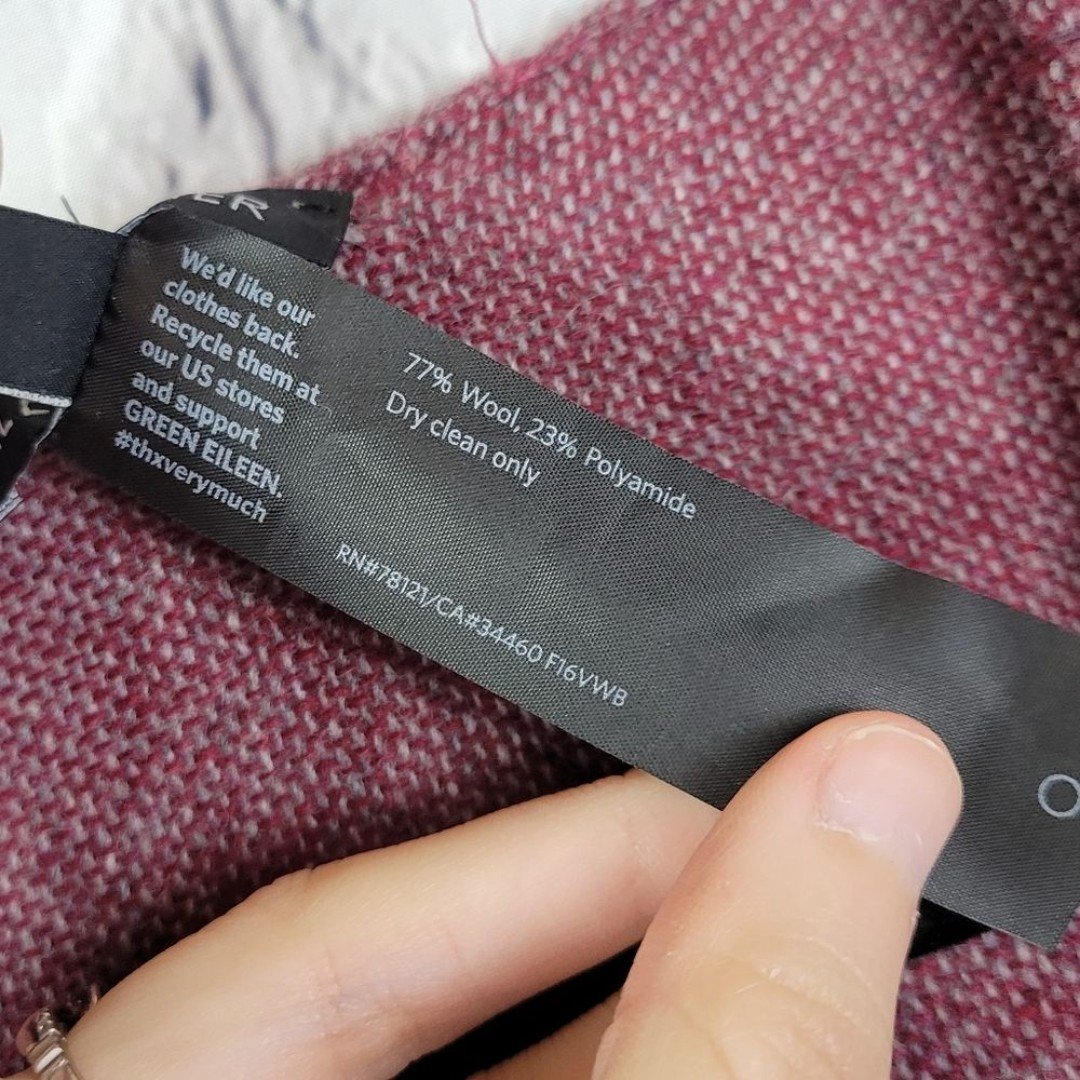 ER
We'd like our
clothes back.
Recycle them at
our US stores
and support
GREEN EILEEN.
#thxverymuch
77% Wool, 23% Polyamide
Dry clean only
RN#78121/CA#34460 F16VWB